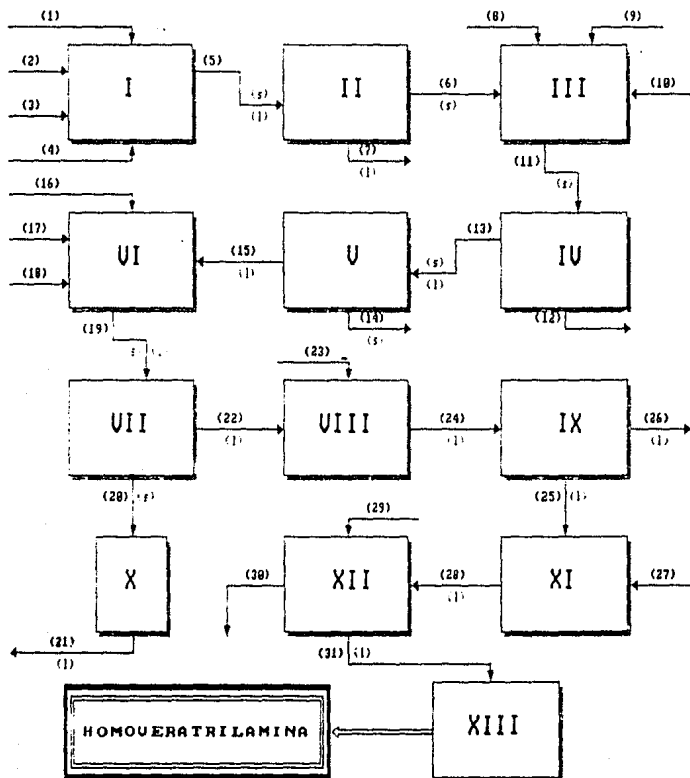 (1) (8) (9)
(2) (5) (6) (10)
I II III
(s) (l) (s)
(3)
(4) (7) (l) (11) (s)
(16)
(17) (15) (13)
VI V IV
(l) (s) (l)
(18)
(19) (14) (s) (12)
(23)
(22) (24) (26)
VII VIII IX
(l) (l) (l)
(20) (s) (25) (l)
(29)
(30) (28) (27)
X XII XI
(l)
(21) (l) (31) (l)
HOMOVERATRILAMINA XIII